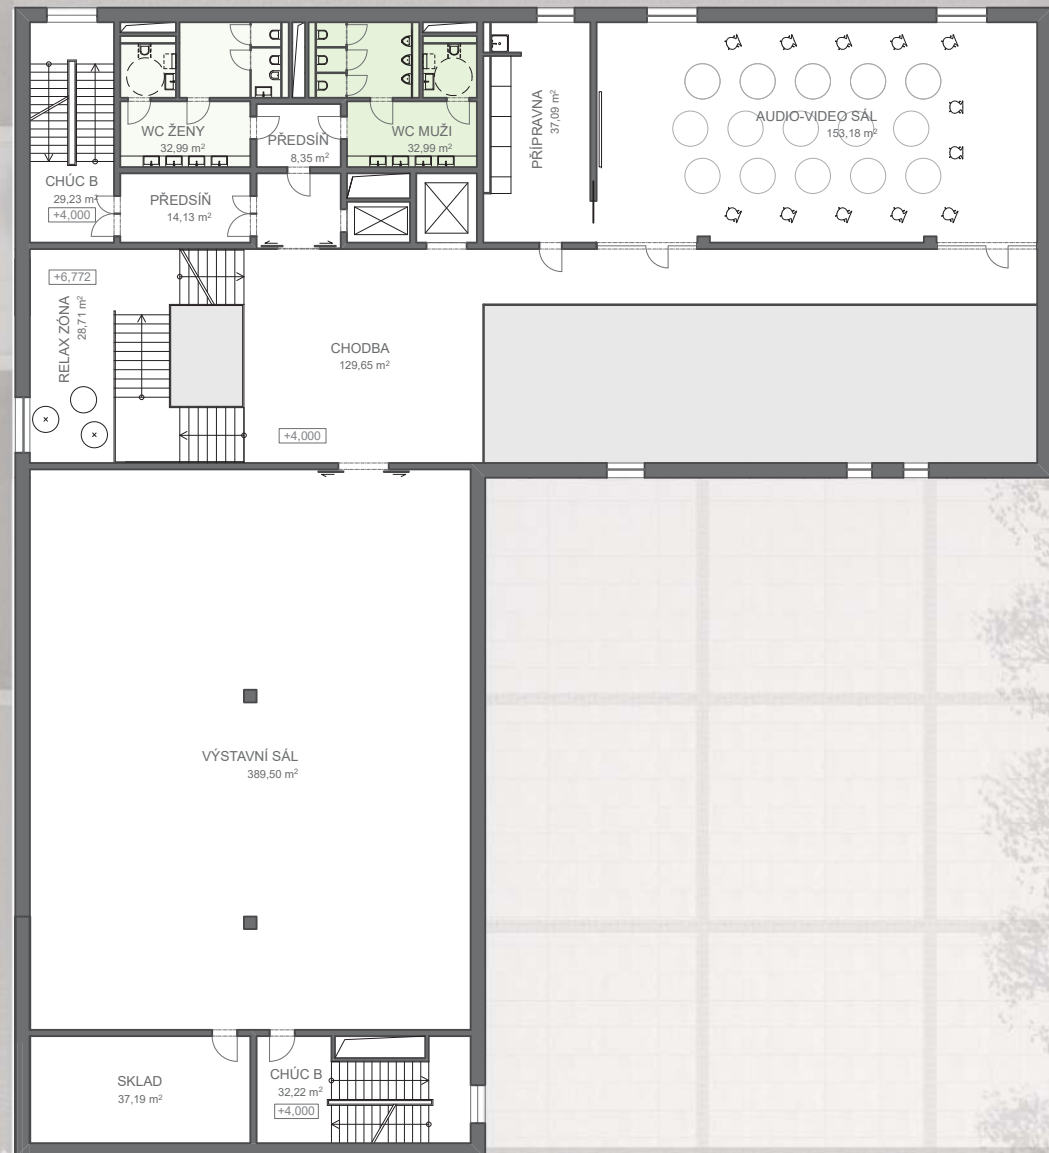 WC ŽENY
32,99 m²
PŘEDSÍŇ
8,35 m²
WC MUŽI
32,99 m²
PŘÍPRAVNA
37,09 m²
AUDIO-VIDEO SÁL
153,18 m²
CHÚC B
29,23 m²
+4,000
PŘEDSÍŇ
14,13 m²
+6,772
RELAX ZÓNA
28,71 m²
CHODBA
129,65 m²
+4,000
VÝSTAVNÍ SÁL
389,50 m²
SKLAD
37,19 m²
CHÚC B
32,22 m²
+4,000